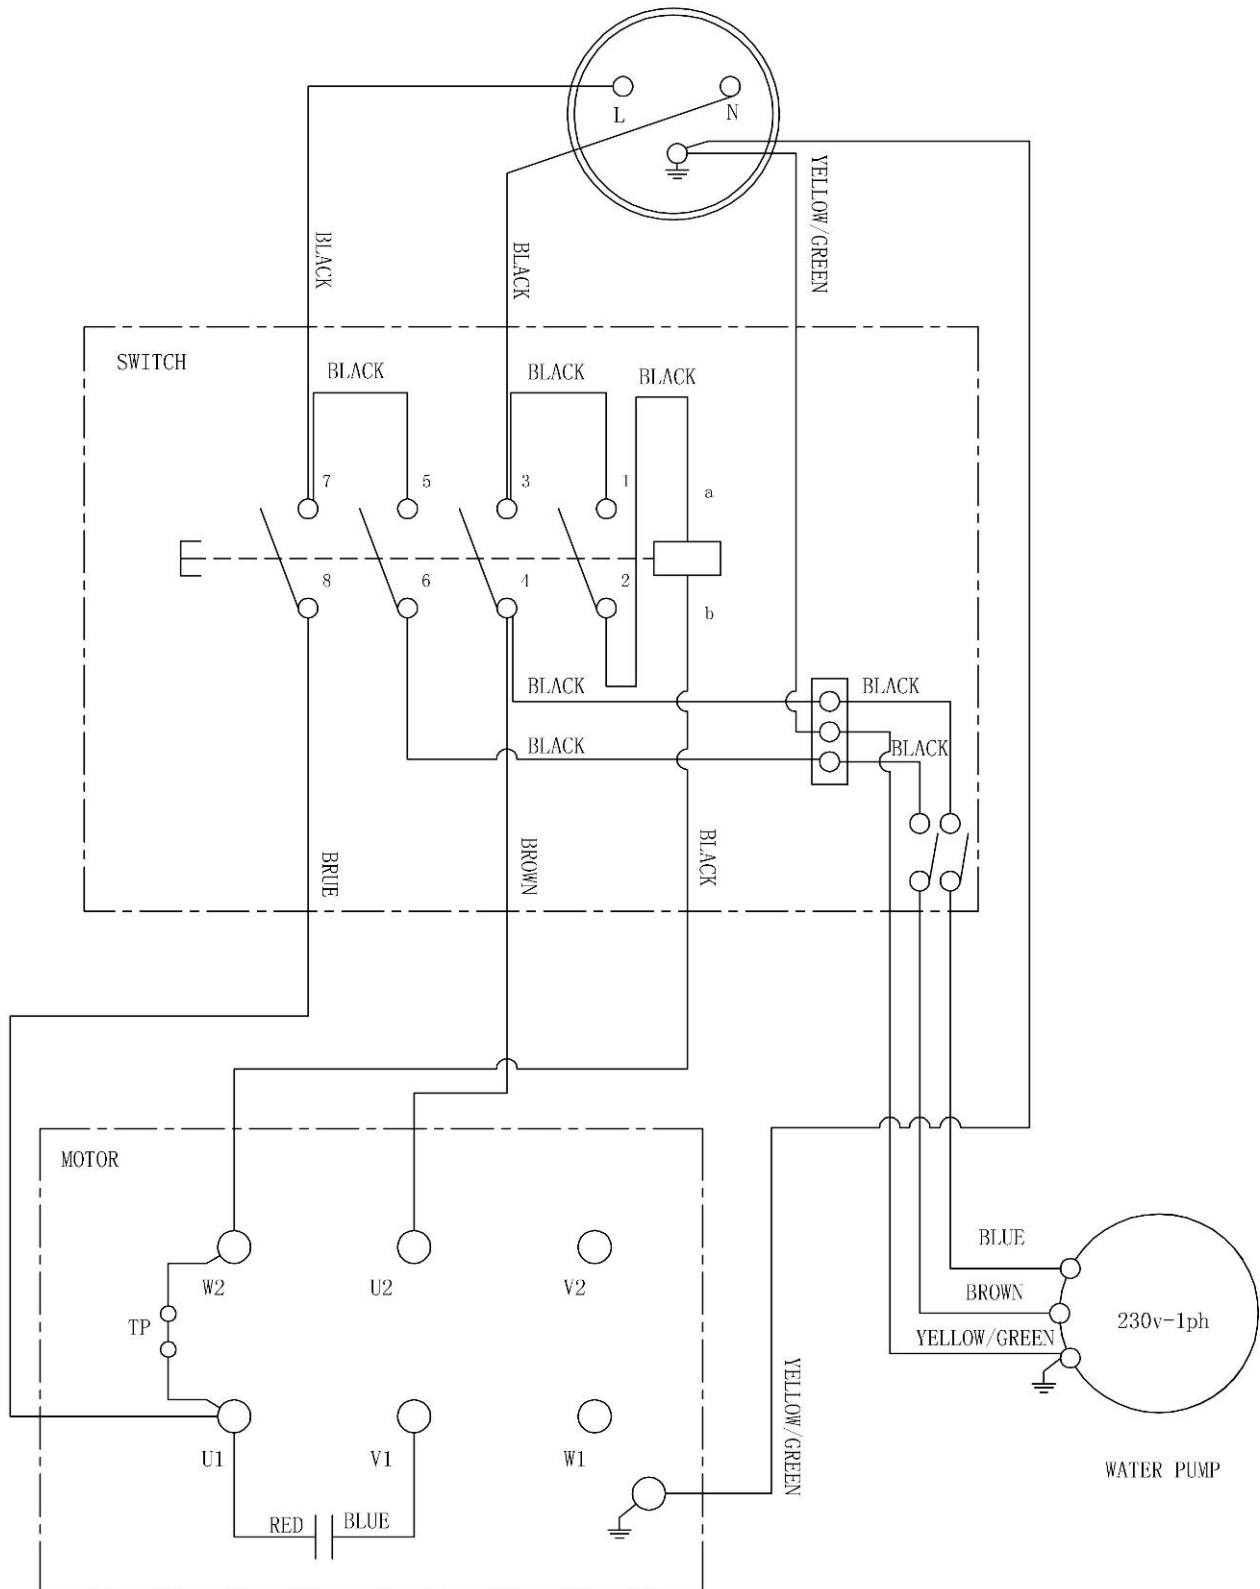 L
N
YELLOW/GREEN
BLACK
BLACK
SWITCH
BLACK
BLACK
BLACK
7
5
3
1
a
8
6
4
2
b
BLACK
BLACK
BLACK
BLACK
BRUE
BROWN
BLACK
MOTOR
W2
U2
V2
TP
U1
V1
W1
RED
BLUE
YELLOW/GREEN
BLUE
BROWN
YELLOW/GREEN
230v-1ph
WATER PUMP